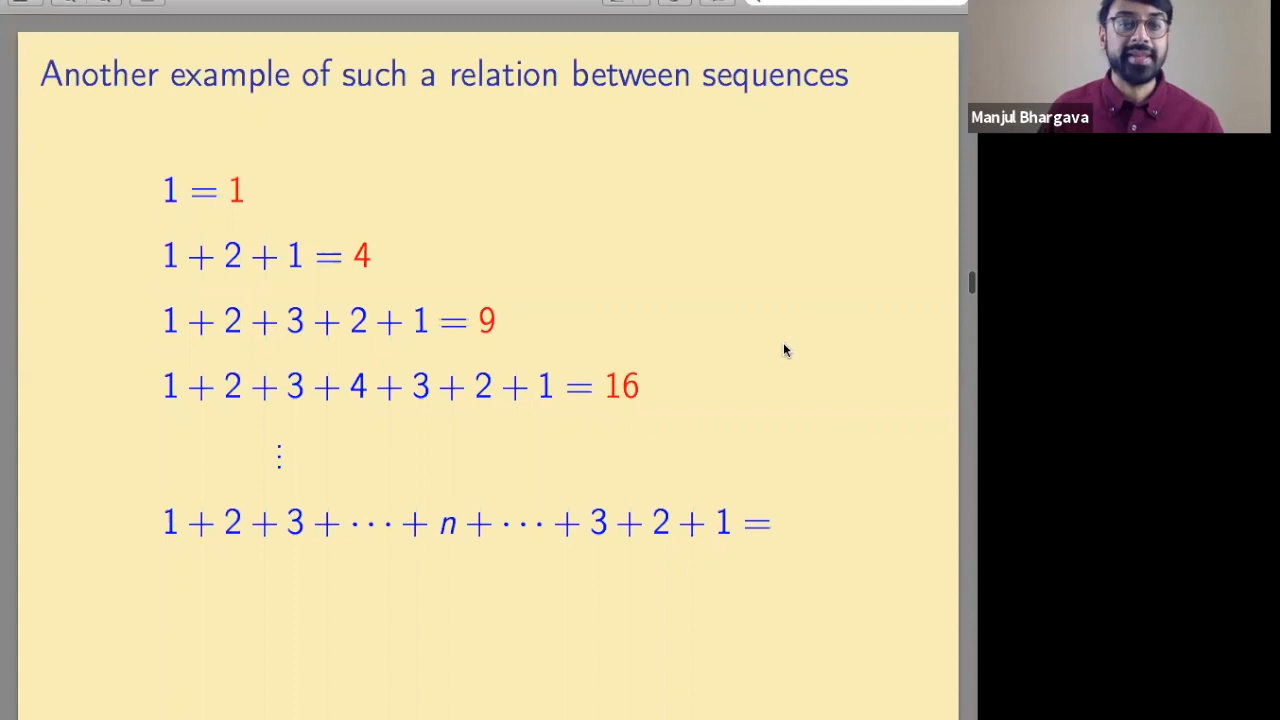 Another example of such a relation between sequences
1 = 1
1 + 2 + 1 = 4
1 + 2 + 3 + 2 + 1 = 9
1 + 2 + 3 + 4 + 3 + 2 + 1 = 16
⋮
1 + 2 + 3 + ··· + n + ··· + 3 + 2 + 1 =
Manjul Bhargava